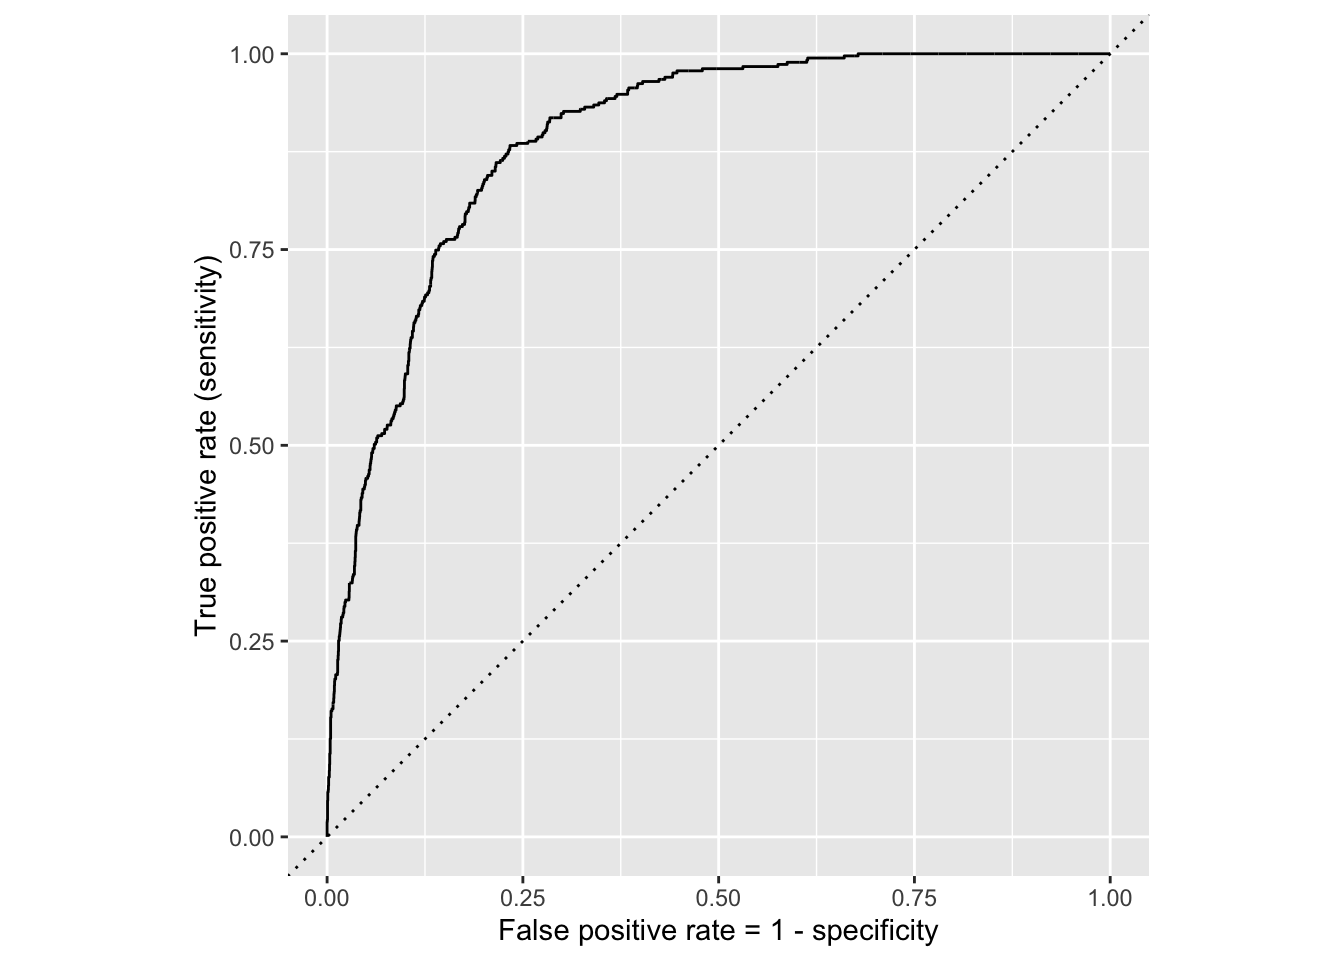 True positive rate (sensitivity)
1.00
0.75
0.50
0.25
0.00
0.00 0.25 0.50 0.75 1.00
False positive rate = 1 - specificity